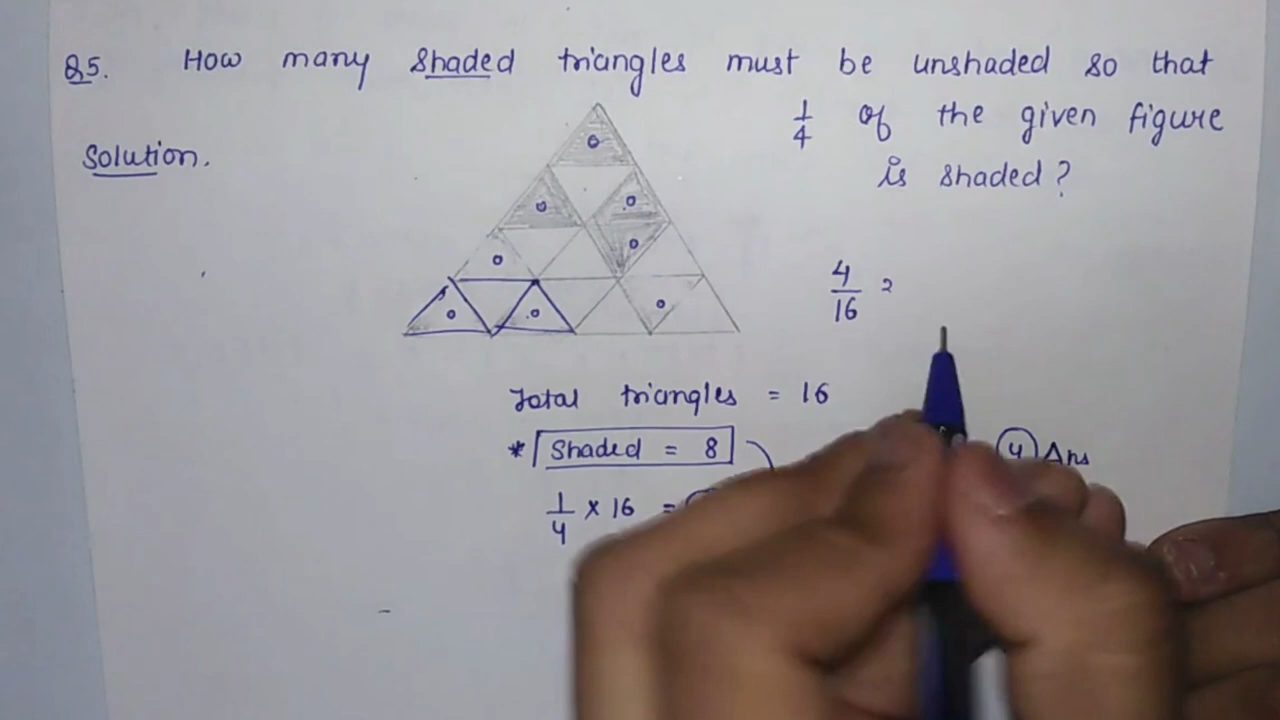 Q5. How many shaded triangles must be unshaded so that
1/4 of the given figure
is shaded?
Solution.
4/16 =
Total triangles = 16
* Shaded = 8
4 Ans
1/4 × 16 =